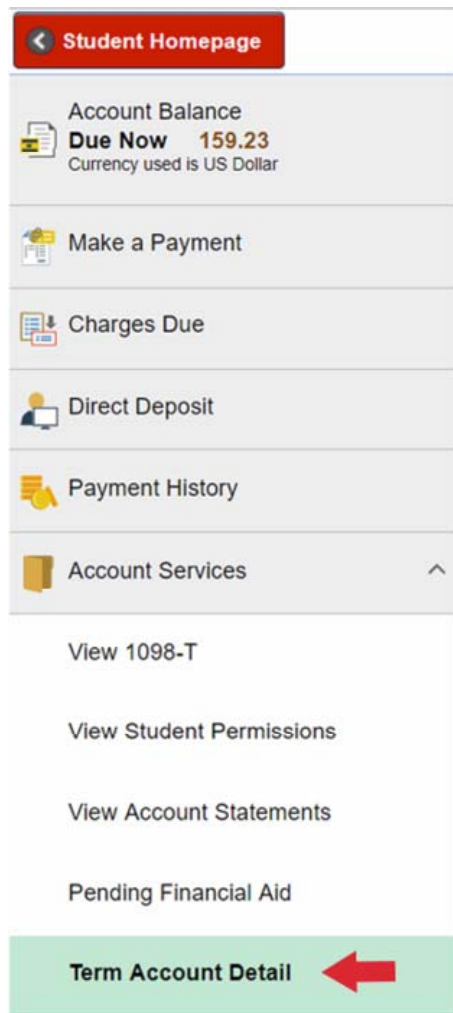 Student Homepage
Account Balance
Due Now 159.23
Currency used is US Dollar
Make a Payment
Charges Due
Direct Deposit
Payment History
Account Services
View 1098-T
View Student Permissions
View Account Statements
Pending Financial Aid
Term Account Detail